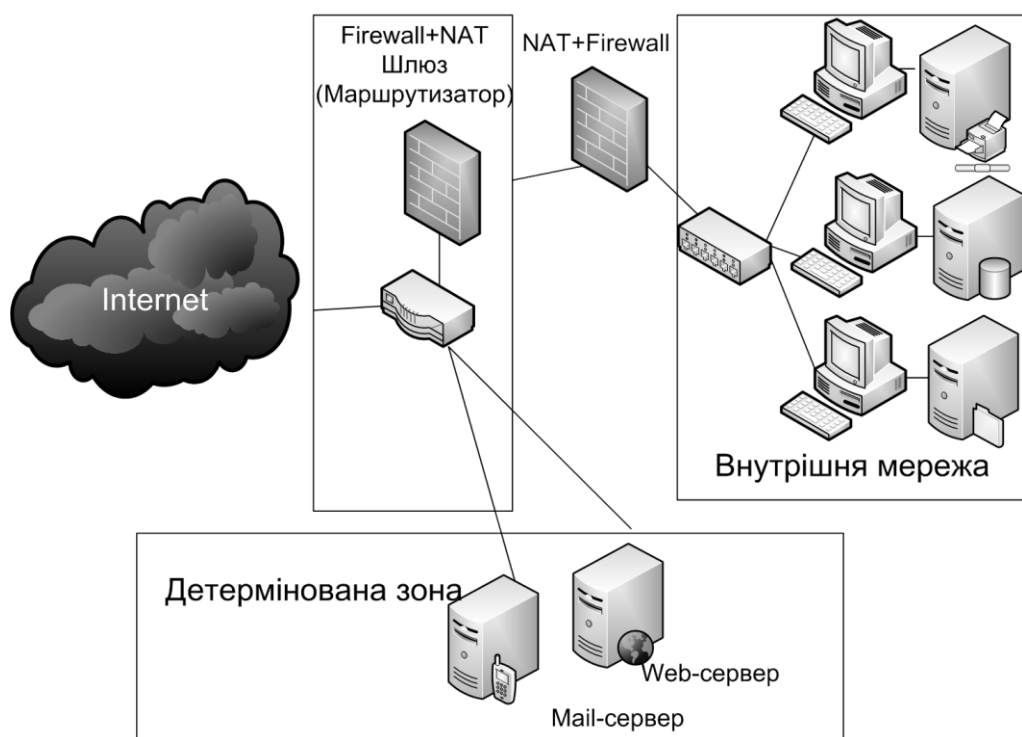 Firewall+NAT
Шлюз
(Маршрутизатор)
NAT+Firewall
Internet
Внутрішня мережа
Детермінована зона
Web-сервер
Mail-сервер